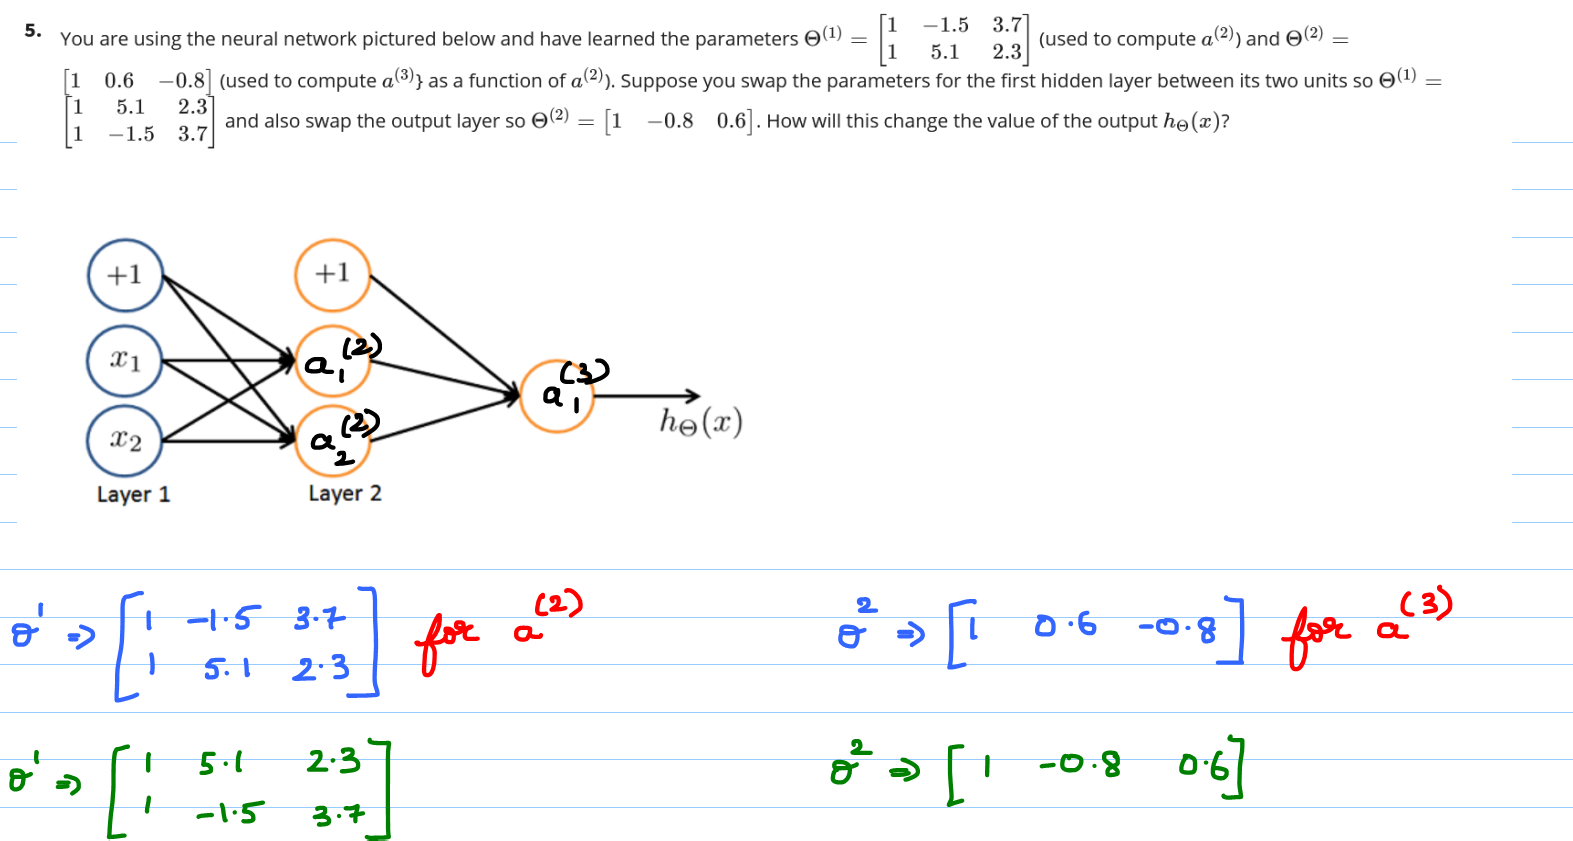 5. You are using the neural network pictured below and have learned the parameters Θ⁽¹⁾ = [1 −1.5 3.7; 1 5.1 2.3] (used to compute a⁽²⁾) and Θ⁽²⁾ =
[1 0.6 −0.8] (used to compute a⁽³⁾} as a function of a⁽²⁾). Suppose you swap the parameters for the first hidden layer between its two units so Θ⁽¹⁾ =
[1 5.1 2.3; 1 −1.5 3.7] and also swap the output layer so Θ⁽²⁾ = [1 −0.8 0.6]. How will this change the value of the output hΘ(x)?
+1 +1
x₁ a₁⁽²⁾
a₁⁽³⁾
hΘ(x)
x₂ a₂⁽²⁾
Layer 1 Layer 2
θ¹ ⇒ [1 -1.5 3.7; 1 5.1 2.3] for a⁽²⁾ θ² ⇒ [1 0.6 -0.8] for a⁽³⁾
θ¹ ⇒ [1 5.1 2.3; 1 -1.5 3.7] θ² ⇒ [1 -0.8 0.6]